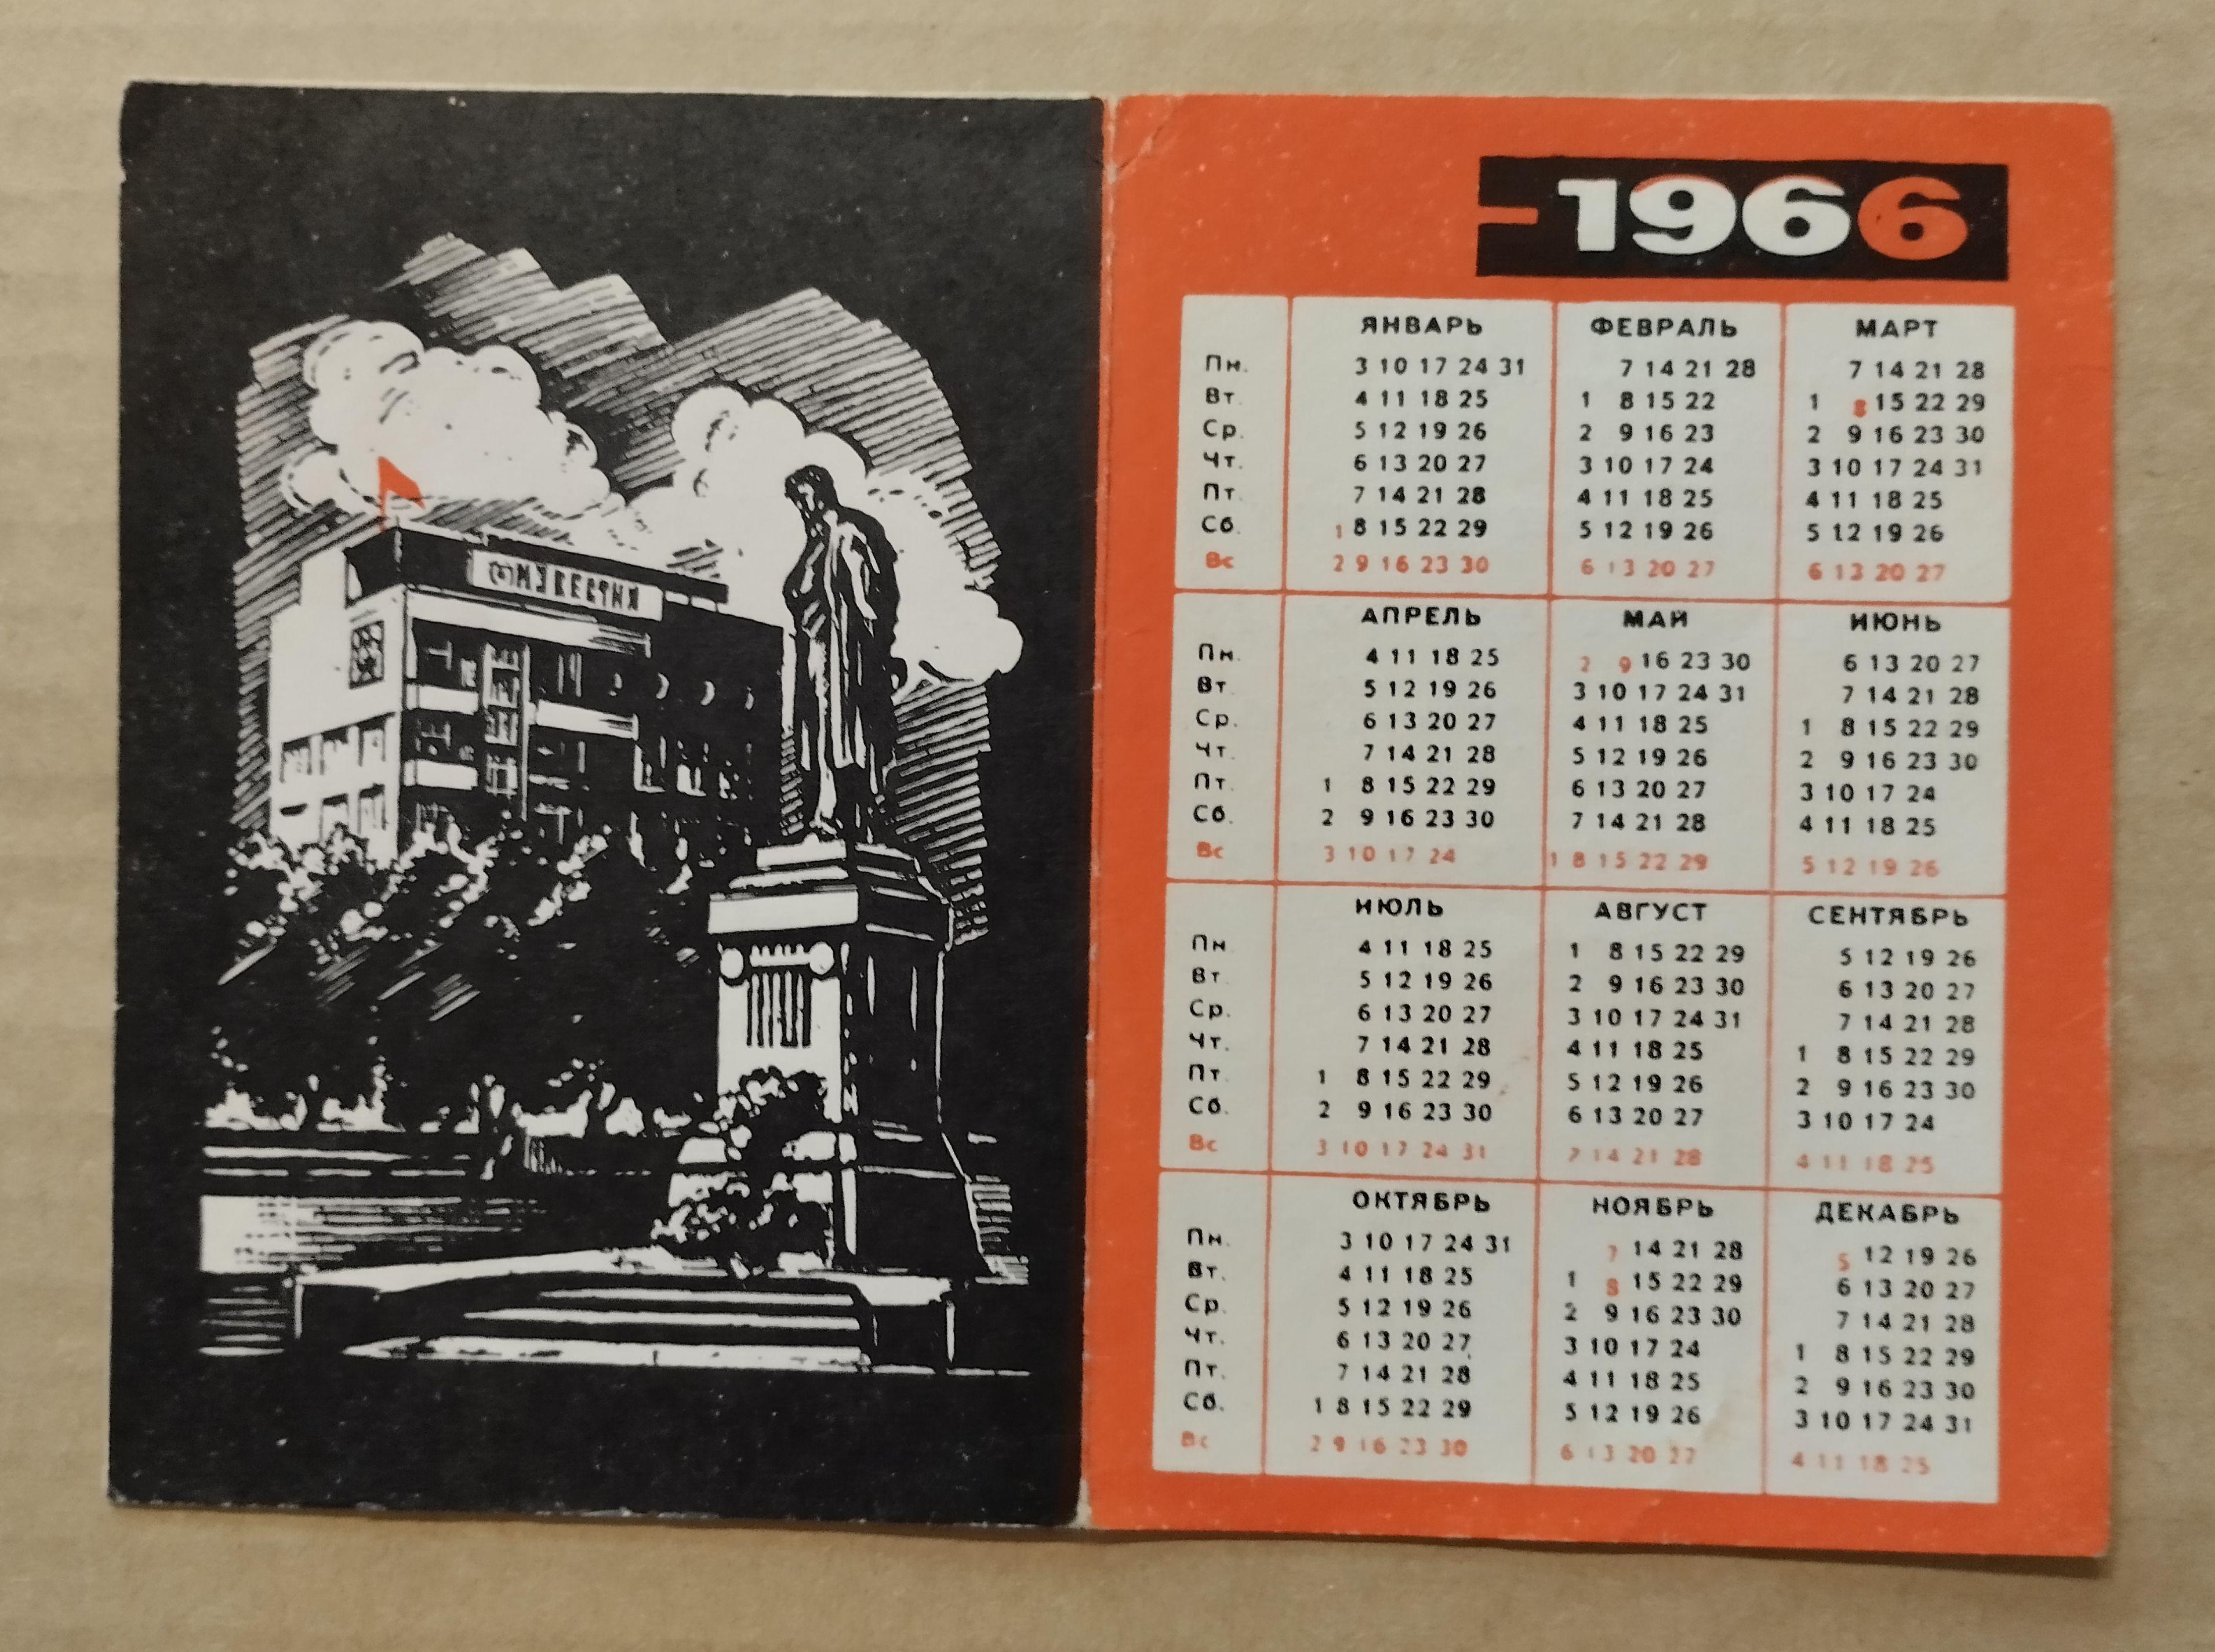 ИЗВЕСТИЯ
1966
ЯНВАРЬ ФЕВРАЛЬ МАРТ
Пн. 3 10 17 24 31 7 14 21 28 7 14 21 28
Вт. 4 11 18 25 1 8 15 22 1 8 15 22 29
Ср. 5 12 19 26 2 9 16 23 2 9 16 23 30
Чт. 6 13 20 27 3 10 17 24 3 10 17 24 31
Пт 7 14 21 28 4 11 18 25 4 11 18 25
Сб. 1 8 15 22 29 5 12 19 26 5 12 19 26
Вс 2 9 16 23 30 6 13 20 27 6 13 20 27
АПРЕЛЬ МАЙ ИЮНЬ
Пн. 4 11 18 25 2 9 16 23 30 6 13 20 27
Вт 5 12 19 26 3 10 17 24 31 7 14 21 28
Ср. 6 13 20 27 4 11 18 25 1 8 15 22 29
Чт. 7 14 21 28 5 12 19 26 2 9 16 23 30
Пт. 1 8 15 22 29 6 13 20 27 3 10 17 24
Сб. 2 9 16 23 30 7 14 21 28 4 11 18 25
Вс 3 10 17 24 1 8 15 22 29 5 12 19 26
ИЮЛЬ АВГУСТ СЕНТЯБРЬ
Пн 4 11 18 25 1 8 15 22 29 5 12 19 26
Вт 5 12 19 26 2 9 16 23 30 6 13 20 27
Ср. 6 13 20 27 3 10 17 24 31 7 14 21 28
Чт. 7 14 21 28 4 11 18 25 1 8 15 22 29
Пт 1 8 15 22 29 5 12 19 26 2 9 16 23 30
Сб. 2 9 16 23 30 6 13 20 27 3 10 17 24
Вс 3 10 17 24 31 7 14 21 28 4 11 18 25
ОКТЯБРЬ НОЯБРЬ ДЕКАБРЬ
Пн. 3 10 17 24 31 7 14 21 28 5 12 19 26
Вт. 4 11 18 25 1 8 15 22 29 6 13 20 27
Ср. 5 12 19 26 2 9 16 23 30 7 14 21 28
Чт. 6 13 20 27 3 10 17 24 1 8 15 22 29
Пт. 7 14 21 28 4 11 18 25 2 9 16 23 30
Сб. 1 8 15 22 29 5 12 19 26 3 10 17 24 31
Вс 2 9 16 23 30 6 13 20 27 4 11 18 25